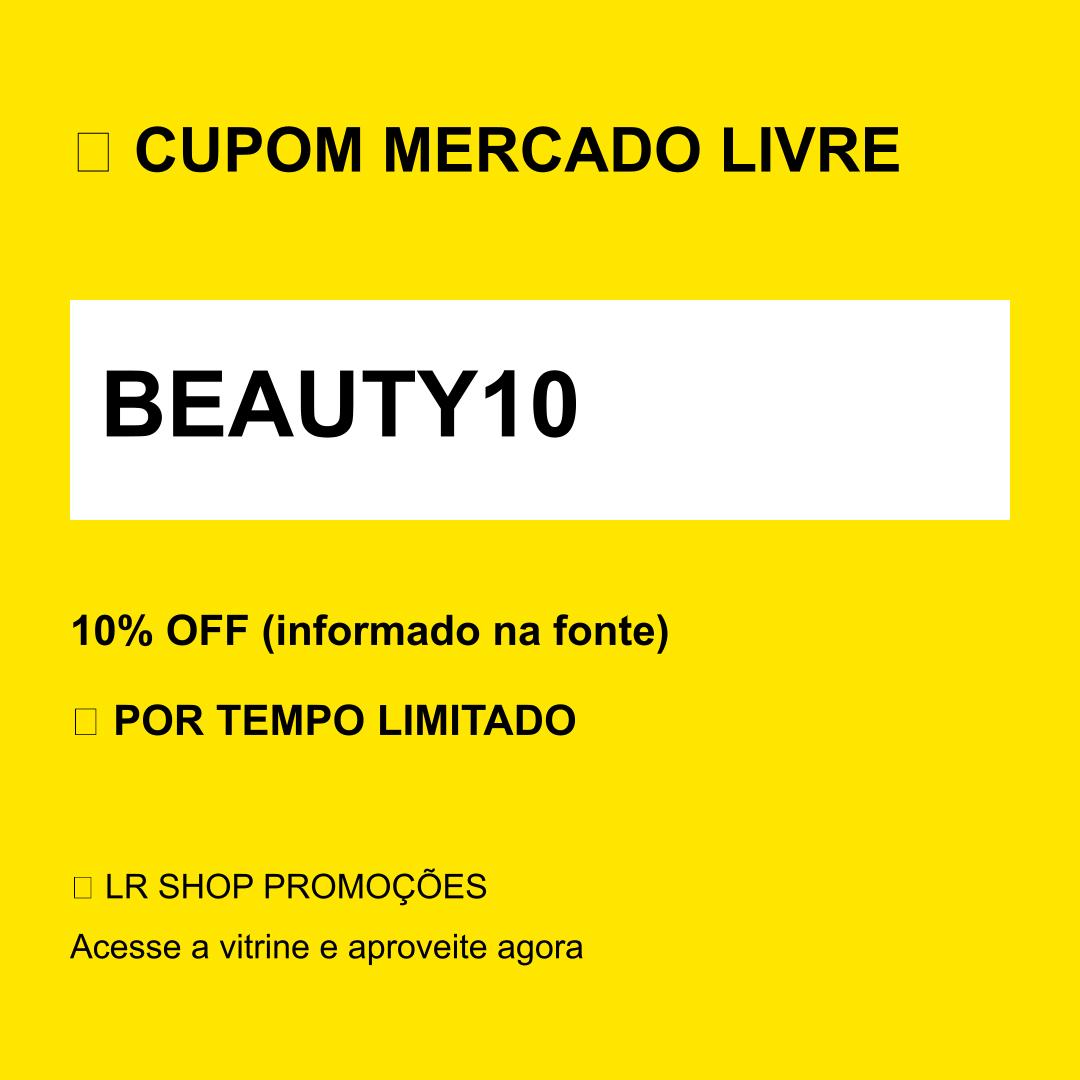 □ CUPOM MERCADO LIVRE
BEAUTY10
10% OFF (informado na fonte)
□ POR TEMPO LIMITADO
□ LR SHOP PROMOÇÕES
Acesse a vitrine e aproveite agora